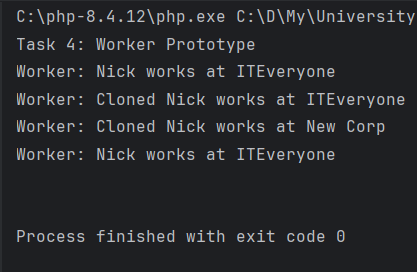 C:\php-8.4.12\php.exe C:\D\My\University
Task 4: Worker Prototype
Worker: Nick works at ITEveryone
Worker: Cloned Nick works at ITEveryone
Worker: Cloned Nick works at New Corp
Worker: Nick works at ITEveryone
Process finished with exit code 0